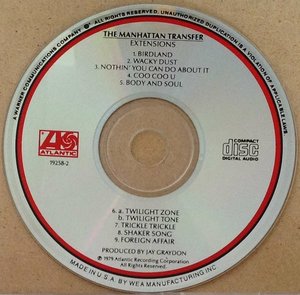 A WARNER COMMUNICATIONS COMPANY ℗ ALL RIGHTS RESERVED. UNAUTHORIZED DUPLICATION IS A VIOLATION OF APPLICABLE LAWS.
THE MANHATTAN TRANSFER
EXTENSIONS
1. BIRDLAND
2. WACKY DUST
3. NOTHIN' YOU CAN DO ABOUT IT
4. COO COO U
5. BODY AND SOUL
ATLANTIC
19258-2
COMPACT
disc
DIGITAL AUDIO
6. a. TWILIGHT ZONE
b. TWILIGHT TONE
7. TRICKLE TRICKLE
8. SHAKER SONG
9. FOREIGN AFFAIR
PRODUCED BY JAY GRAYDON
℗ 1979 Atlantic Recording Corporation
All Rights Reserved.
MADE IN U.S.A. BY WEA MANUFACTURING INC